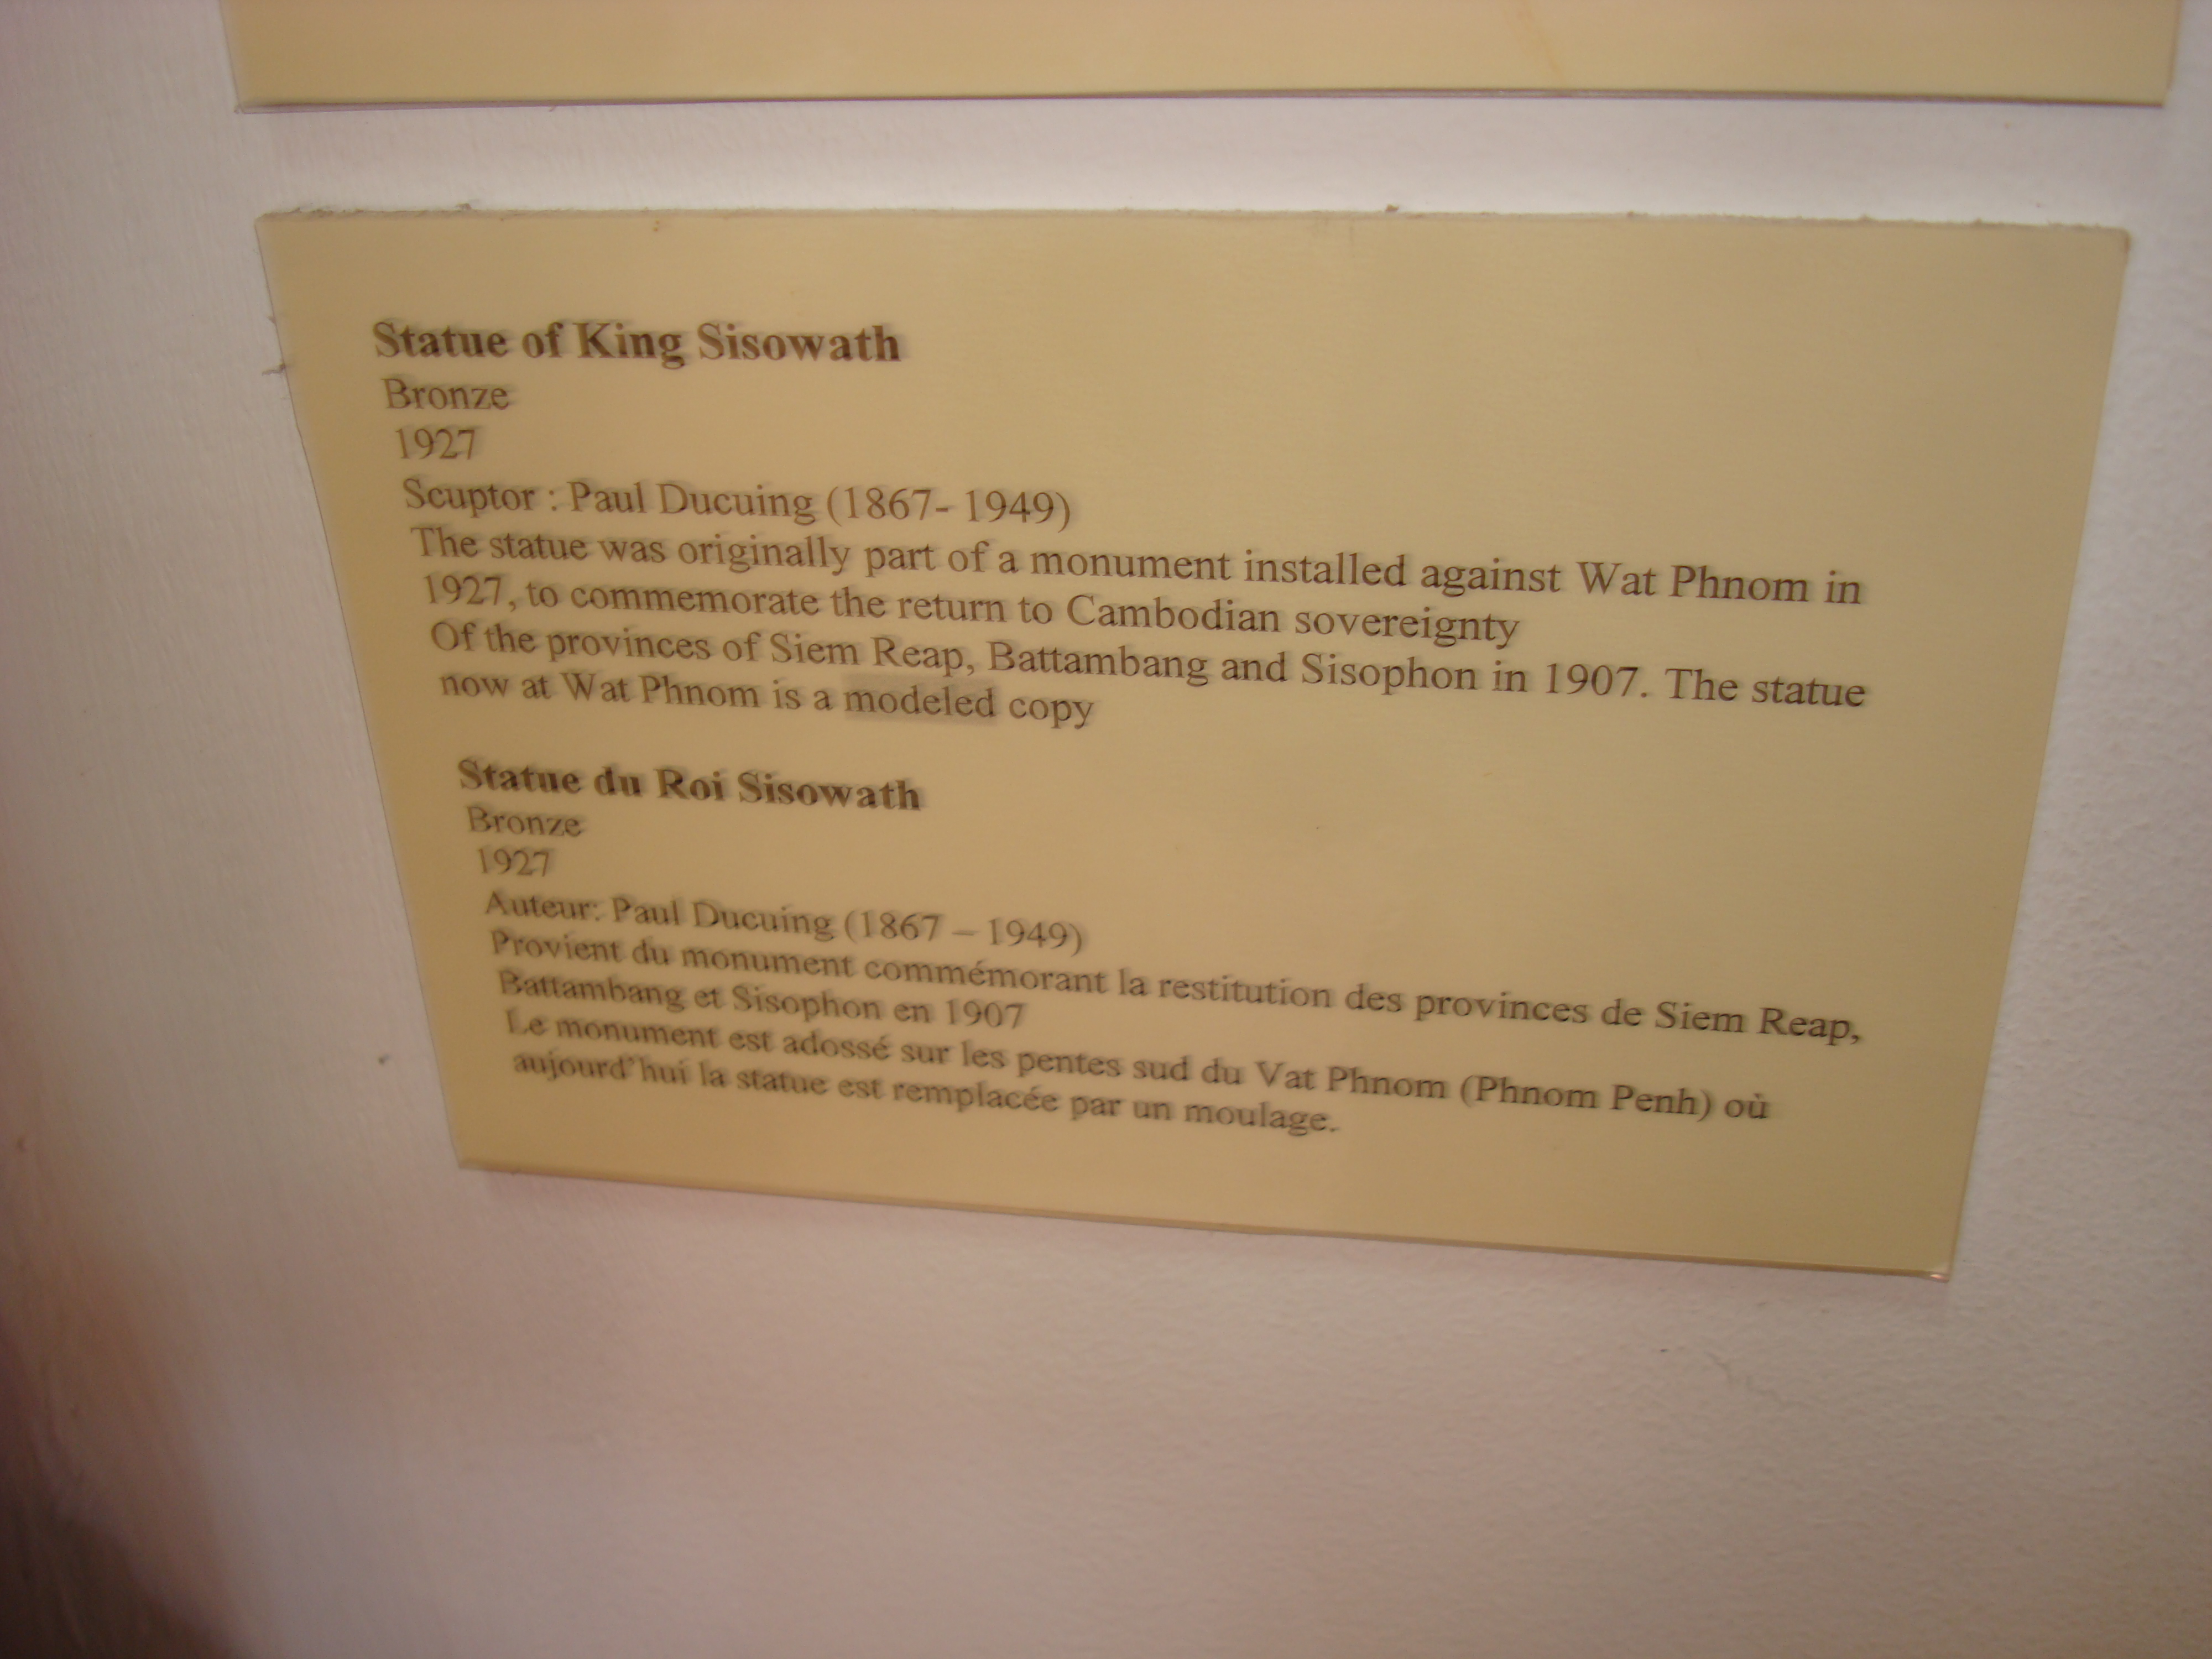 Statue of King Sisowath
Bronze
1927
Scuptor : Paul Ducuing (1867- 1949)
The statue was originally part of a monument installed against Wat Phnom in
1927, to commemorate the return to Cambodian sovereignty
Of the provinces of Siem Reap, Battambang and Sisophon in 1907. The statue
now at Wat Phnom is a modeled copy
Statue du Roi Sisowath
Bronze
1927
Auteur: Paul Ducuing (1867 – 1949)
Provient du monument commémorant la restitution des provinces de Siem Reap,
Battambang et Sisophon en 1907
Le monument est adossé sur les pentes sud du Vat Phnom (Phnom Penh) où
aujourd'hui la statue est remplacée par un moulage.